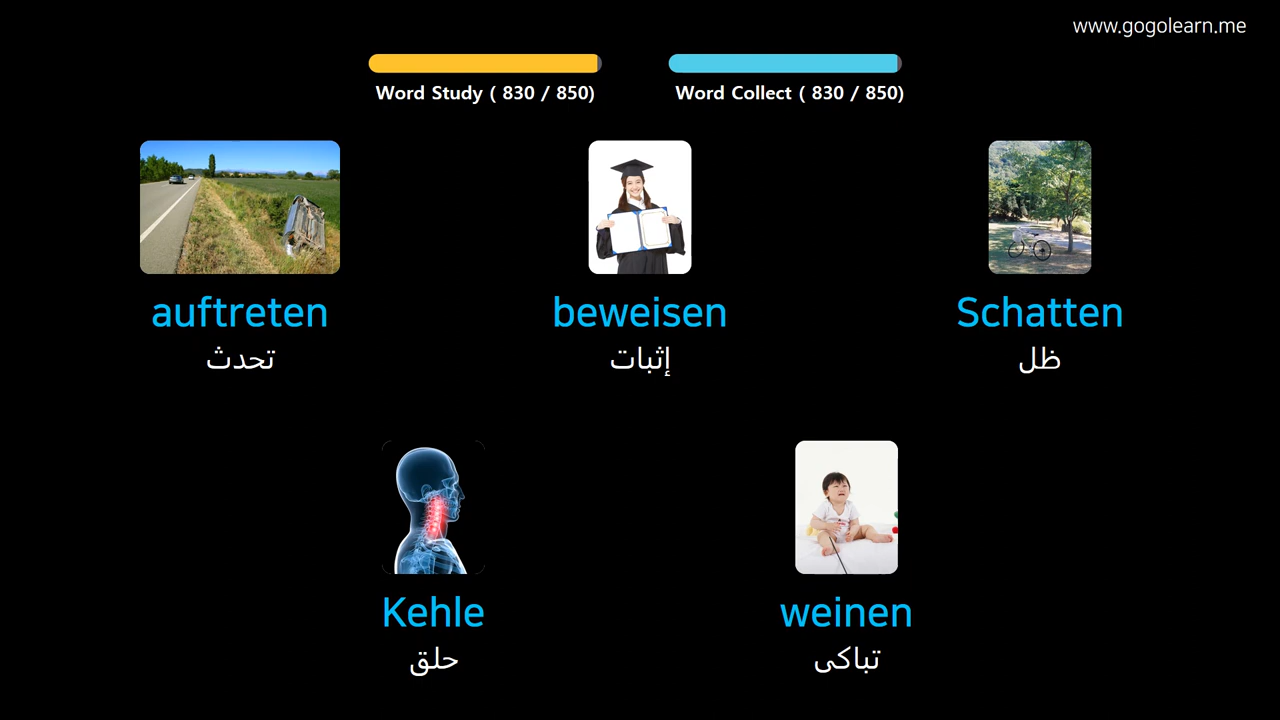 www.gogolearn.me
Word Study ( 830 / 850)
Word Collect ( 830 / 850)
auftreten
تحدث
beweisen
إثبات
Schatten
ظل
Kehle
حلق
weinen
تباكى